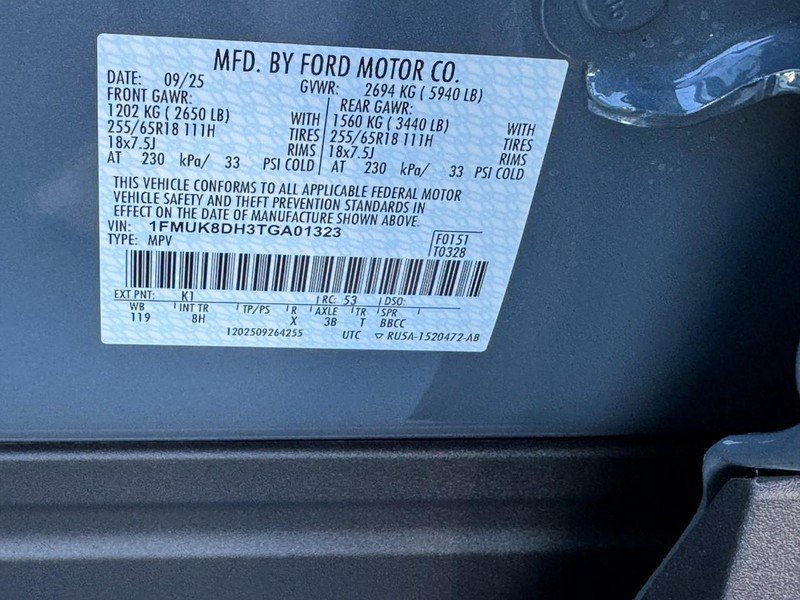 MFD. BY FORD MOTOR CO.
DATE: 09/25 GVWR: 2694 KG ( 5940 LB)
FRONT GAWR: REAR GAWR:
1202 KG ( 2650 LB) WITH 1560 KG ( 3440 LB) WITH
255/65R18 111H TIRES 255/65R18 111H TIRES
18x7.5J RIMS 18x7.5J RIMS
AT 230 kPa/ 33 PSI COLD AT 230 kPa/ 33 PSI COLD
THIS VEHICLE CONFORMS TO ALL APPLICABLE FEDERAL MOTOR
VEHICLE SAFETY AND THEFT PREVENTION STANDARDS IN
EFFECT ON THE DATE OF MANUFACTURE SHOWN ABOVE.
VIN: 1FMUK8DH3TGA01323 F0151
TYPE: MPV T0328
EXT PNT: K1 RC: 53 DSO:
WB INT TR TP/PS R AXLE TR SPR
119 8H X 3B T BBCC
1202509264255 UTC ▽ RU5A-1520472-AB